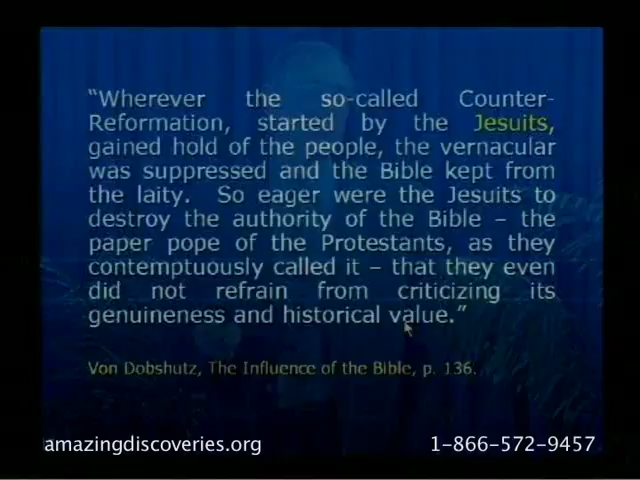 “Wherever the so-called Counter-
Reformation, started by the Jesuits,
gained hold of the people, the vernacular
was suppressed and the Bible kept from
the laity. So eager were the Jesuits to
destroy the authority of the Bible – the
paper pope of the Protestants, as they
contemptuously called it – that they even
did not refrain from criticizing its
genuineness and historical value.”
Von Dobshutz, The Influence of the Bible, p. 136.
amazingdiscoveries.org 1-866-572-9457